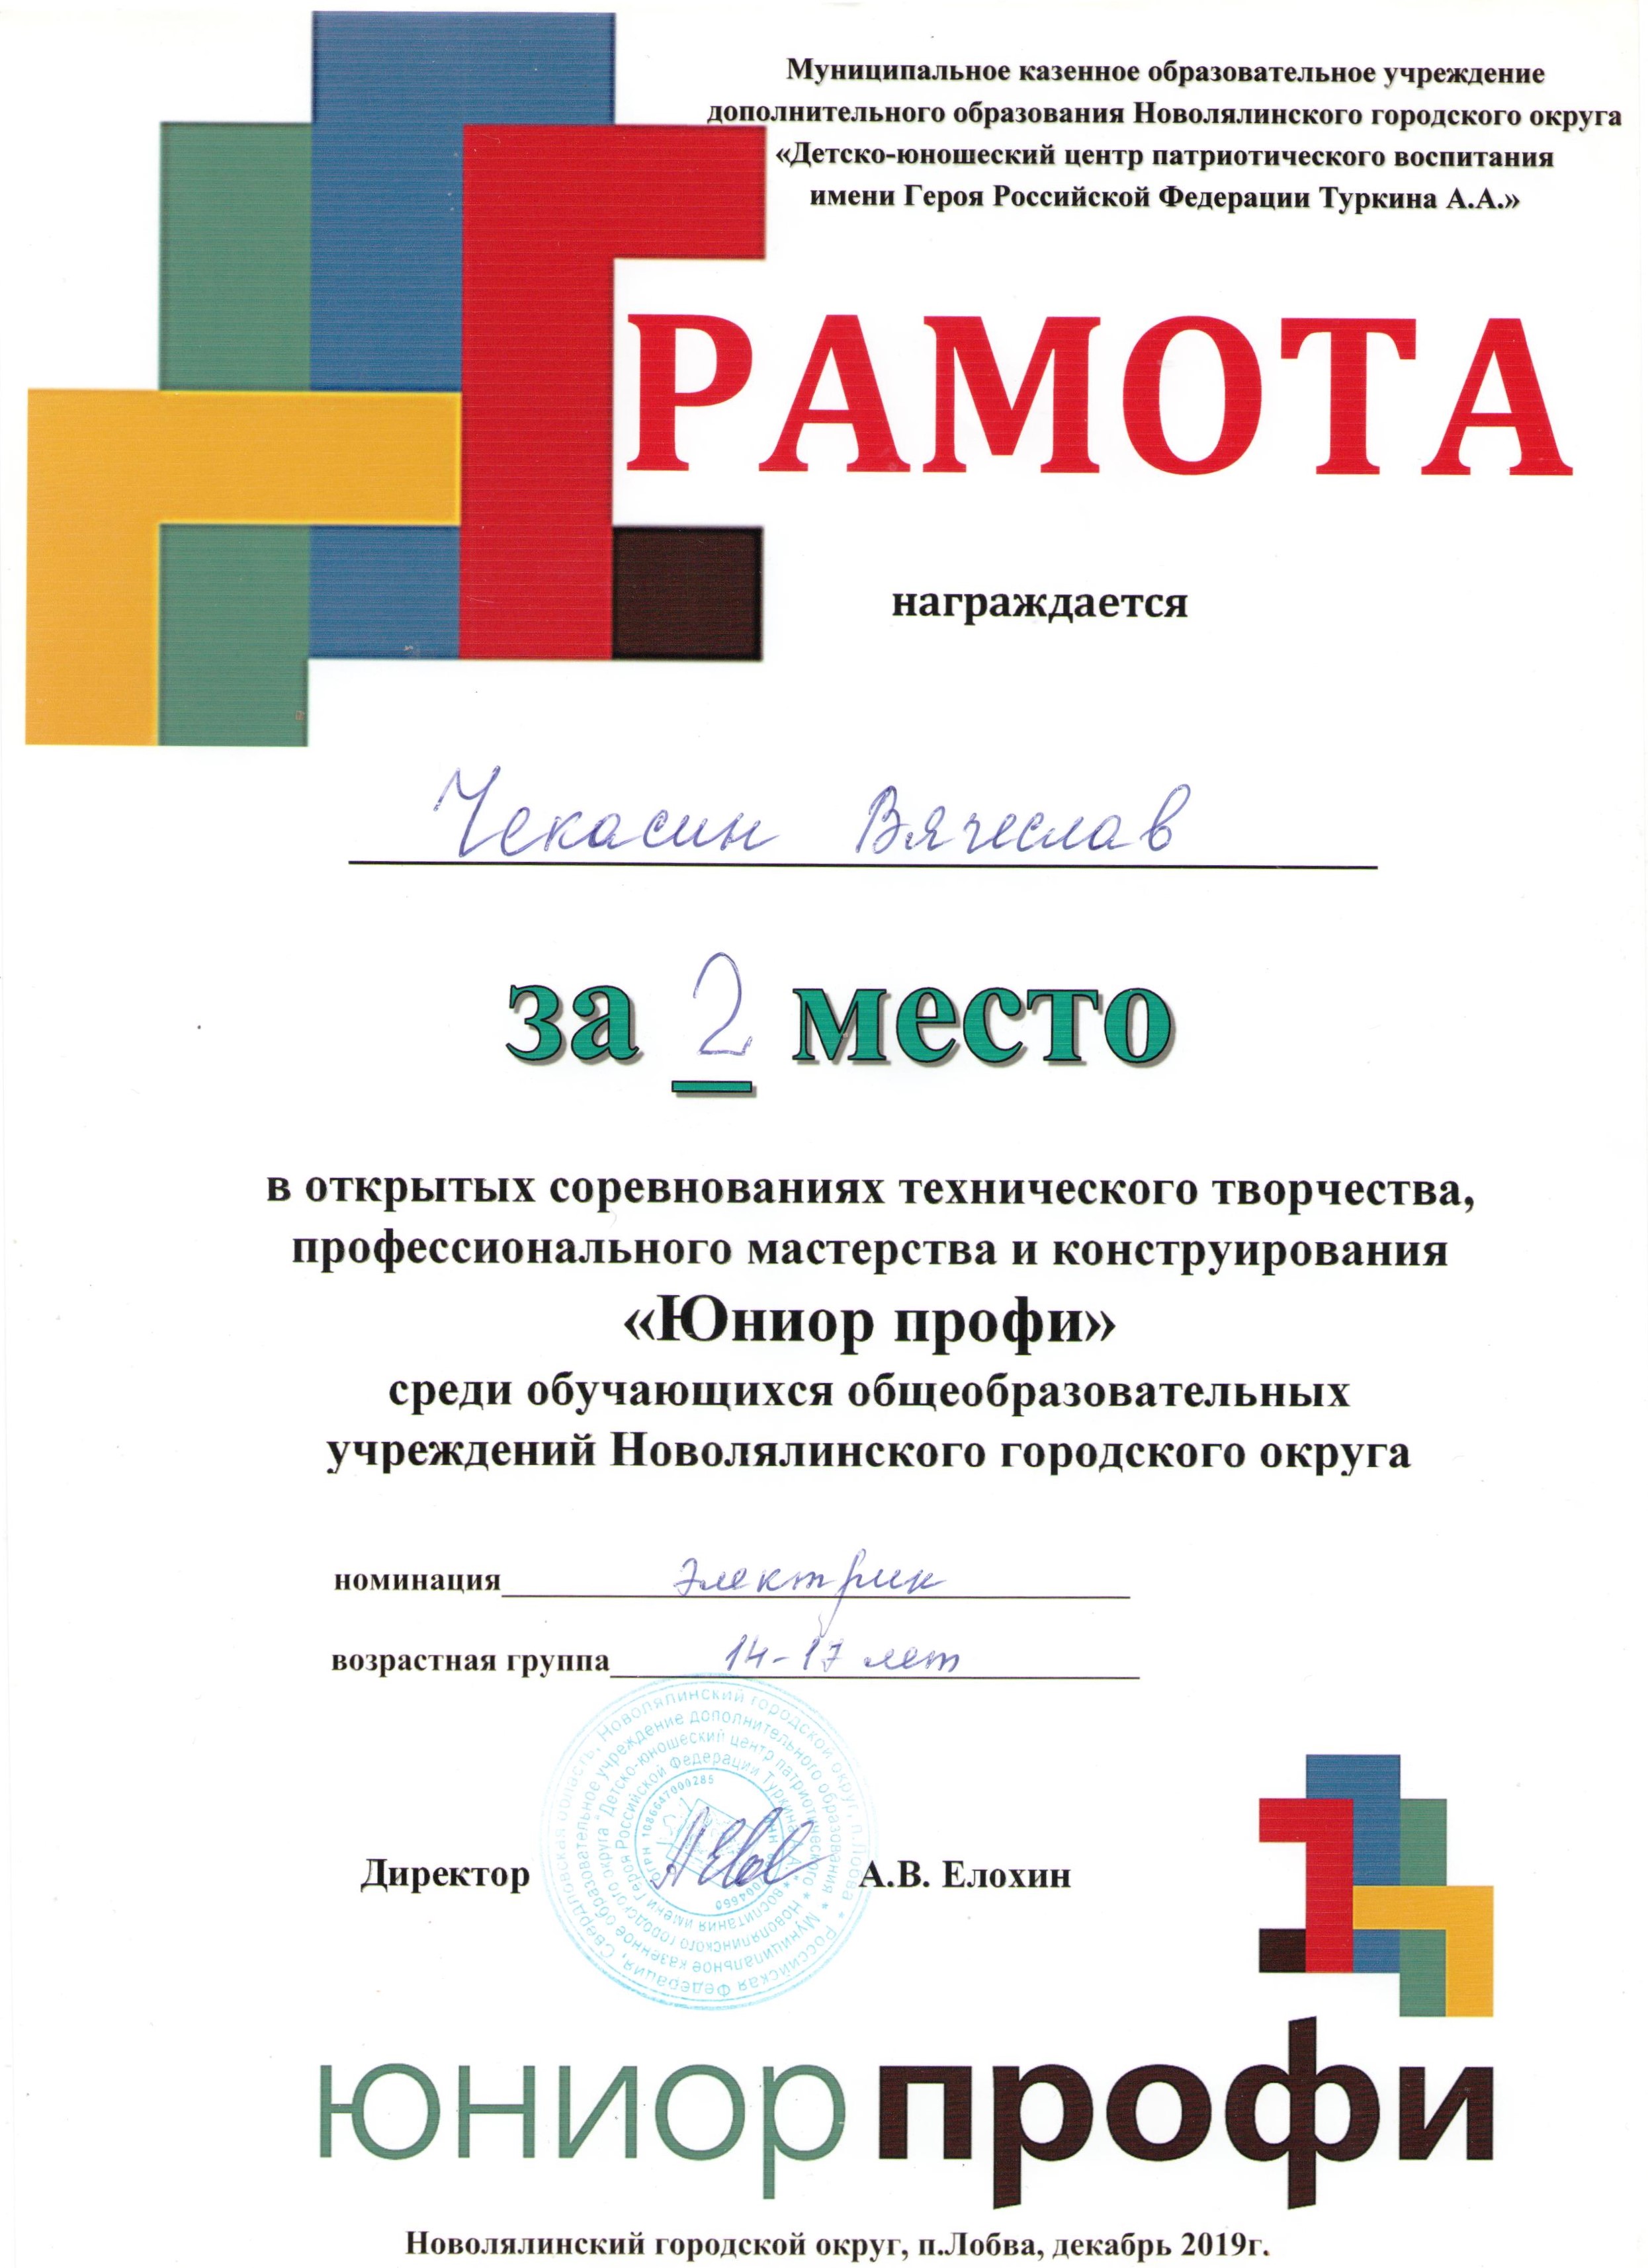 Муниципальное казенное образовательное учреждение
дополнительного образования Новолялинского городского округа
«Детско-юношеский центр патриотического воспитания
имени Героя Российской Федерации Туркина А.А.»
ГРАМОТА
награждается
Чекасин Вячеслав
за 2 место
в открытых соревнованиях технического творчества,
профессионального мастерства и конструирования
«Юниор профи»
среди обучающихся общеобразовательных
учреждений Новолялинского городского округа
номинация электрик
возрастная группа 14-17 лет
Свердловская область, Новолялинский городской округ, п.Лобва * Российская Федерация,
Муниципальное казенное образовательное учреждение дополнительного образования
Новолялинского городского округа "Детско-юношеский центр патриотического
воспитания имени Героя Российской Федерации Туркина А.А."
ОГРН 1086647000285
Директор А.В. Елохин
юниорпрофи
Новолялинский городской округ, п.Лобва, декабрь 2019г.